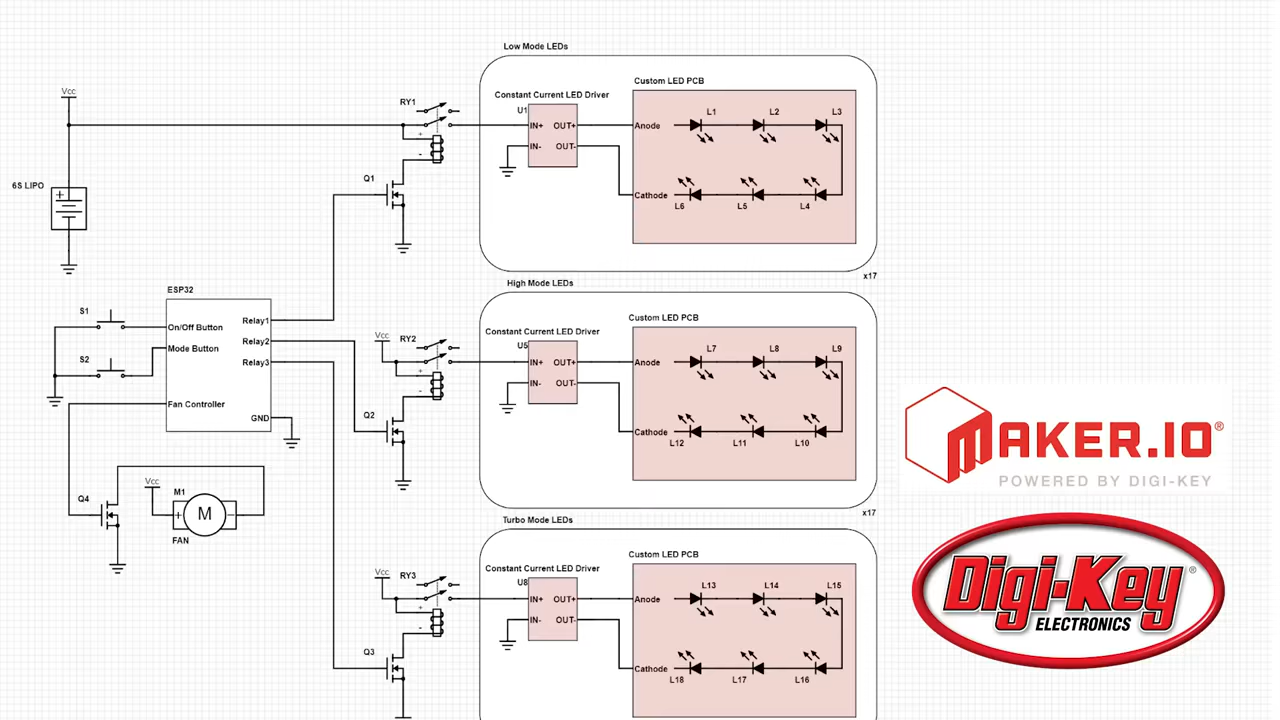 Low Mode LEDs
Custom LED PCB
Constant Current LED Driver
Vcc
RY1
U1
L1 L2 L3
IN+ OUT+
Anode
+
IN- OUT-
-
Q1
6S LIPO
+
Cathode
L6 L5 L4
x17
ESP32
High Mode LEDs
S1
On/Off Button
Relay1
Custom LED PCB
Constant Current LED Driver
Vcc
RY2
U5
L7 L8 L9
Mode Button
Relay2
S2
Relay3
IN+ OUT+
Anode
+
IN- OUT-
-
Fan Controller
GND
Q2
Cathode
L12 L11 L10
x17
MAKER.IO®
POWERED BY DIGI-KEY
Vcc
M1
Q4
+ M -
FAN
Turbo Mode LEDs
Custom LED PCB
Constant Current LED Driver
Vcc
RY3
U8
L13 L14 L15
IN+ OUT+
Anode
+
IN- OUT-
-
Q3
Cathode
L18 L17 L16
Digi-Key®
ELECTRONICS